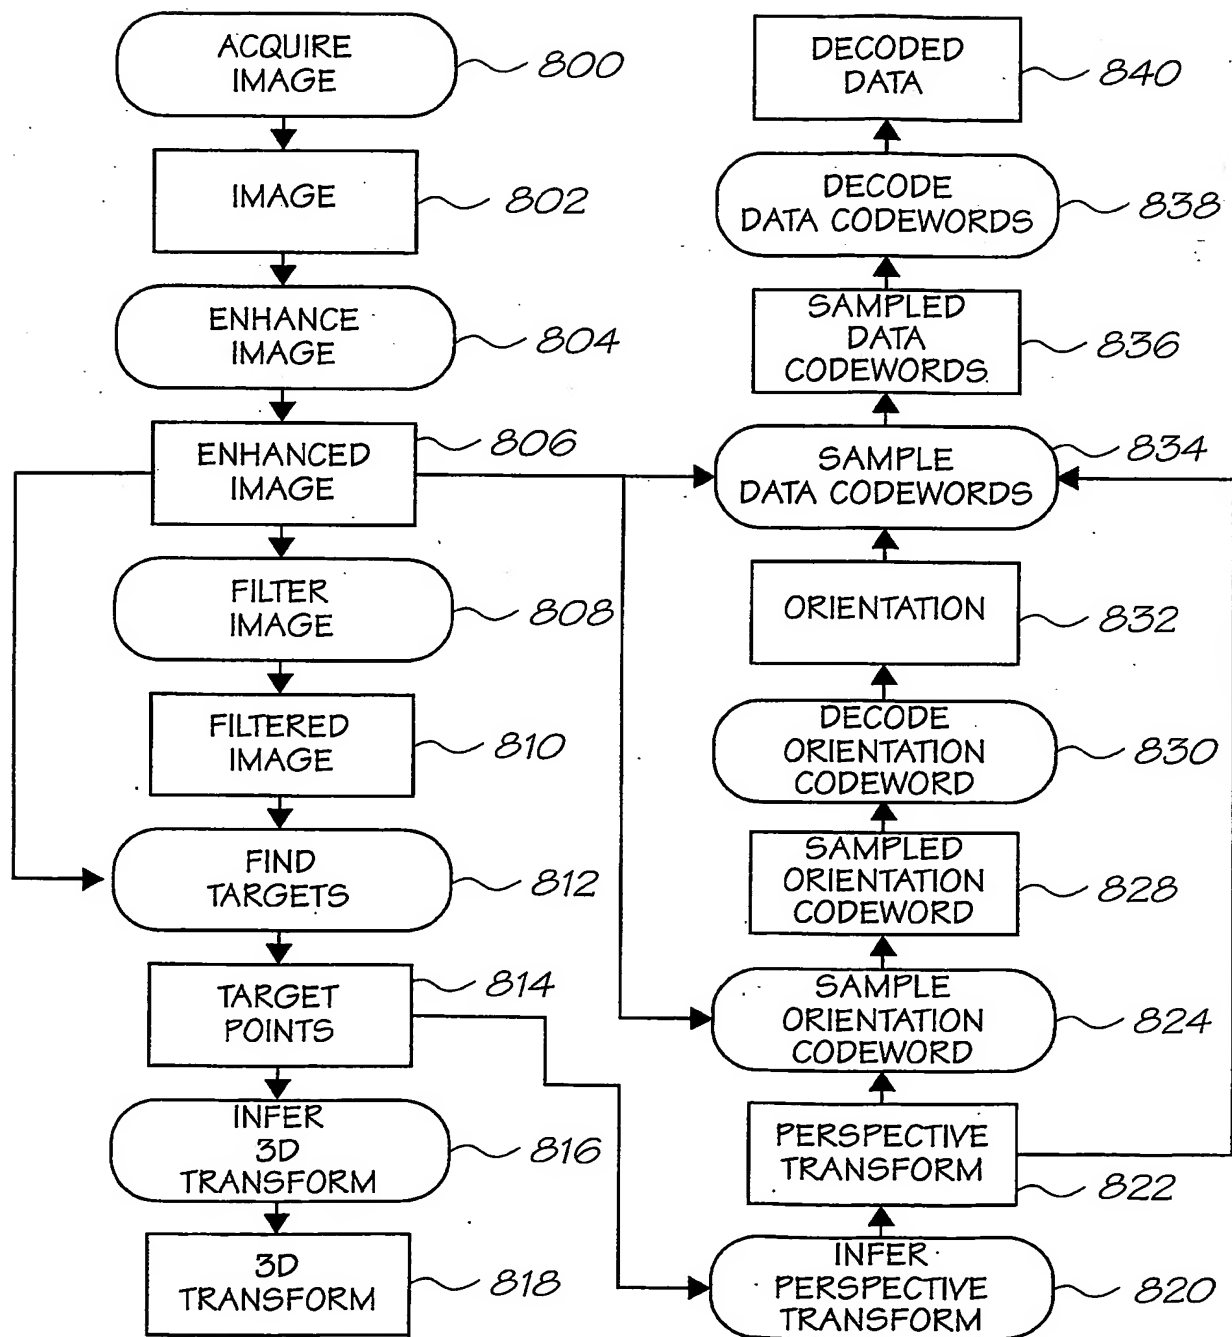 ACQUIRE
IMAGE
800
IMAGE
802
ENHANCE
IMAGE
804
ENHANCED
IMAGE
806
FILTER
IMAGE
808
FILTERED
IMAGE
810
FIND
TARGETS
812
TARGET
POINTS
814
INFER
3D
TRANSFORM
816
3D
TRANSFORM
818
DECODED
DATA
840
DECODE
DATA CODEWORDS
838
SAMPLED
DATA
CODEWORDS
836
SAMPLE
DATA CODEWORDS
834
ORIENTATION
832
DECODE
ORIENTATION
CODEWORD
830
SAMPLED
ORIENTATION
CODEWORD
828
SAMPLE
ORIENTATION
CODEWORD
824
PERSPECTIVE
TRANSFORM
822
INFER
PERSPECTIVE
TRANSFORM
820